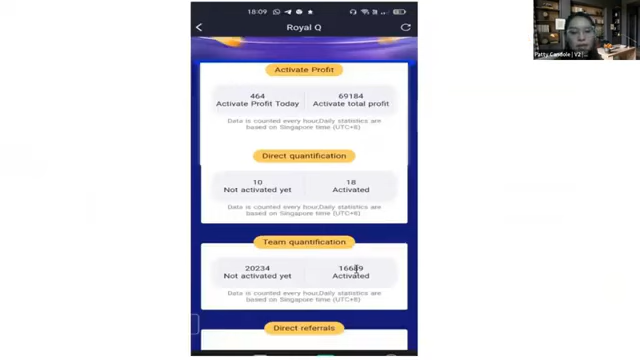 18:09
Royal Q
Activate Profit
464
69184
Activate Profit Today
Activate total profit
Data is counted every hour.Daily statistics are
based on Singapore time (UTC+8)
Direct quantification
10
18
Not activated yet
Activated
Data is counted every hour.Daily statistics are
based on Singapore time (UTC+8)
Team quantification
20234
Not activated yet
Activated
Data is counted every hour.Daily statistics are
based on Singapore time (UTC+8)
Direct referrals
Patty Candole | V2 |